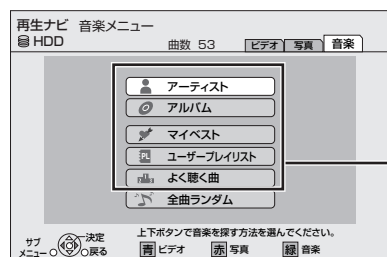 再生ナビ 音楽メニュー
HDD
曲数 53 ビデオ 写真 音楽
アーティスト
アルバム
マイベスト
PL ユーザープレイリスト
よく聴く曲
全曲ランダム
上下ボタンで音楽を探す方法を選んでください。
サブ
メニュー
決定
戻る
青 ビデオ 赤 写真 緑 音楽